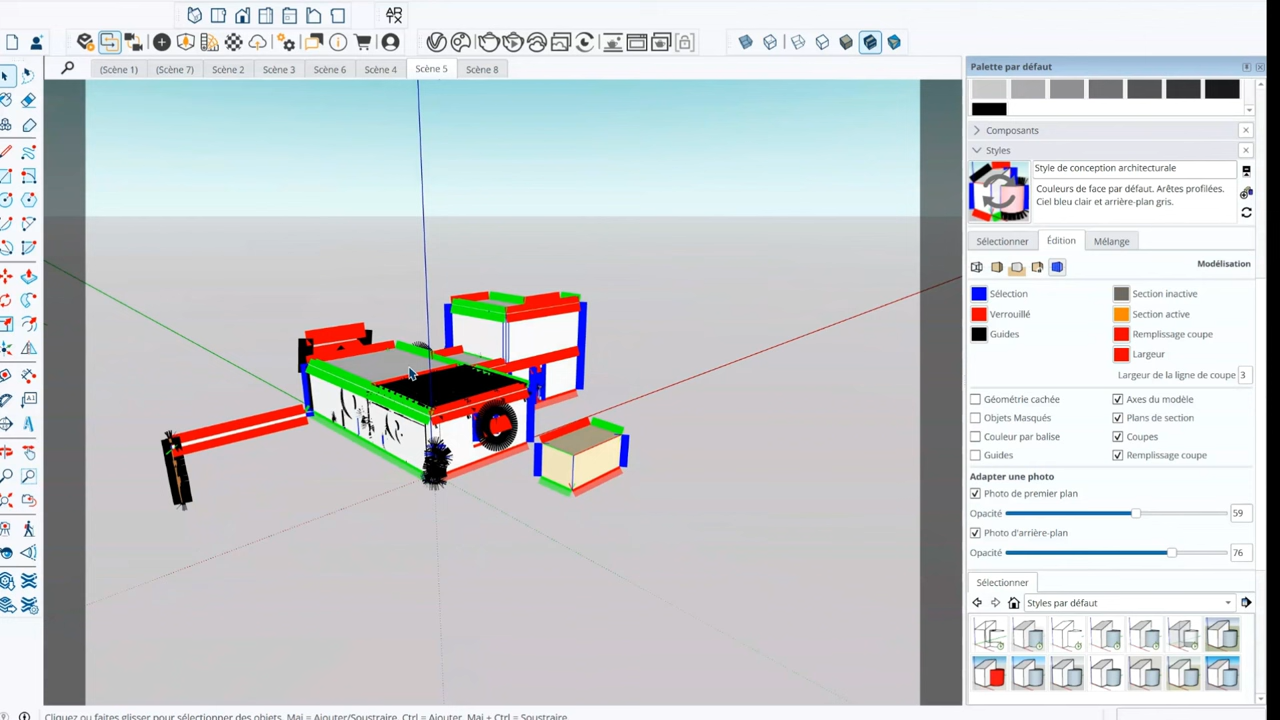 AR
TX
Palette par défaut
(Scène 1)
(Scène 7)
Scène 2
Scène 3
Scène 6
Scène 4
Scène 5
Scène 8
Composants
Styles
Style de conception architecturale
Couleurs de face par défaut. Arêtes profilées.
Ciel bleu clair et arrière-plan gris.
Sélectionner
Édition
Mélange
Modélisation
Sélection
Section inactive
Verrouillé
Section active
Guides
Remplissage coupe
Largeur
Largeur de la ligne de coupe 3
Géométrie cachée
Axes du modèle
Objets Masqués
Plans de section
Couleur par balise
Coupes
Guides
Remplissage coupe
Adapter une photo
Photo de premier plan
Opacité 59
Photo d'arrière-plan
Opacité 76
Sélectionner
Styles par défaut
Cliquez ou faites glisser pour sélectionner des objets. Maj = Ajouter/Soustraire. Ctrl = Ajouter. Maj + Ctrl = Soustraire.